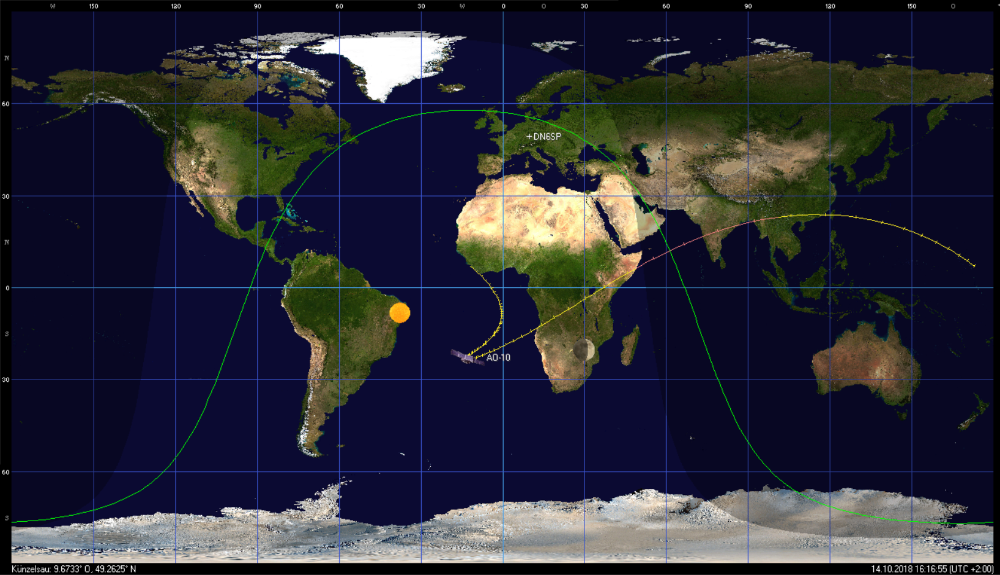 W 150 120 90 60 30 W 0 O 30 60 90 120 150 O
N
60
+DN6SP
30
N
0
S
AO-10
30
60
S
Künzelsau: 9.6733° O, 49.2625° N 14.10.2018 16:16:55 (UTC +2:00)